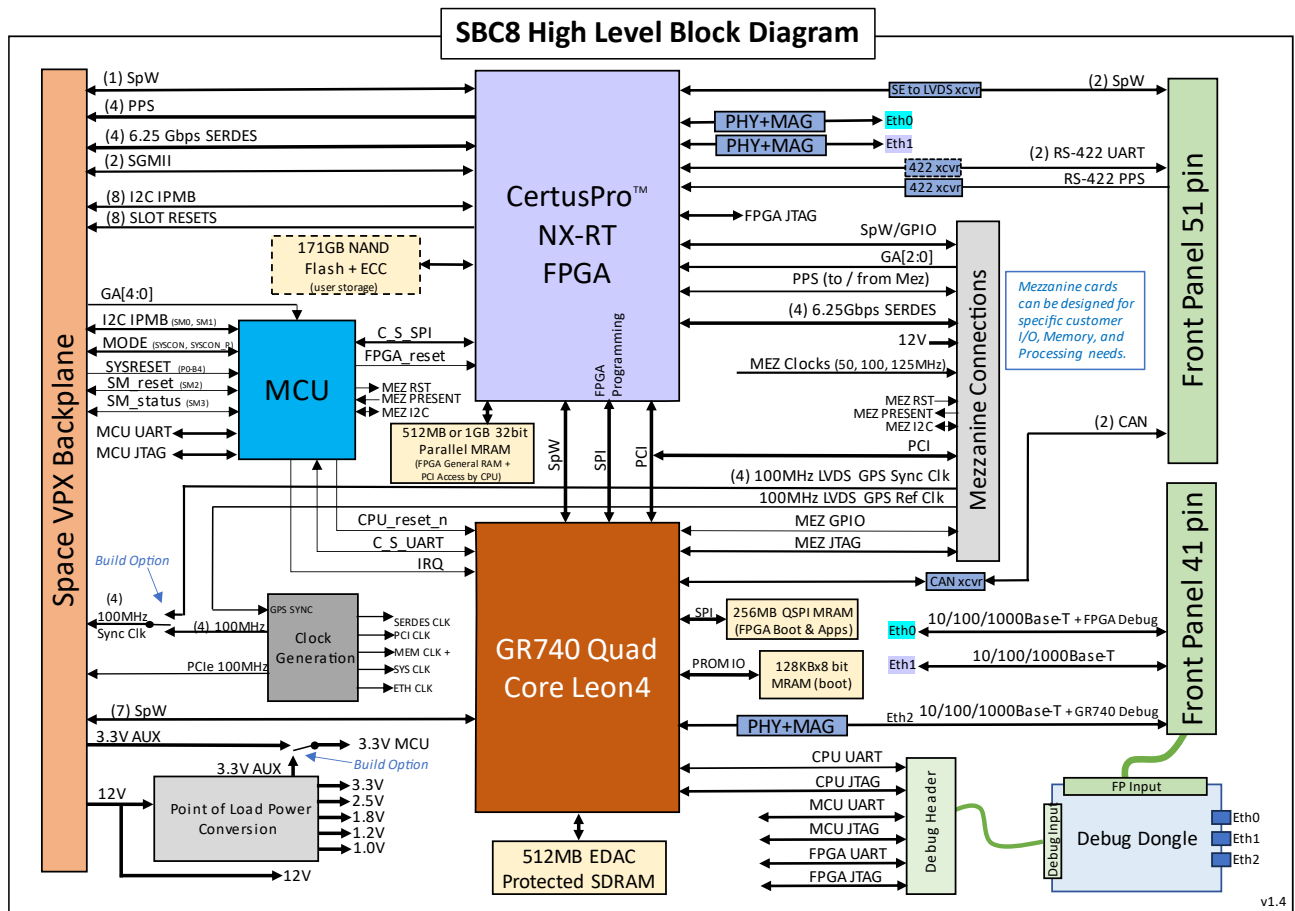 SBC8 High Level Block Diagram
Space VPX Backplane
(1) SpW
(4) PPS
(4) 6.25 Gbps SERDES
(2) SGMII
(8) I2C IPMB
(8) SLOT RESETS
171GB NAND
Flash + ECC
(user storage)
GA[4:0]
I2C IPMB (SM0, SM1)
MODE (SYSCON, SYSCON_R)
SYSRESET (P0-B4)
SM_reset (SM2)
SM_status (SM3)
MCU UART
MCU JTAG
MCU
C_S_SPI
FPGA_reset
MEZ RST
MEZ PRESENT
MEZ I2C
CertusPro™
NX-RT
FPGA
FPGA
Programming
512MB or 1GB 32bit
Parallel MRAM
(FPGA General RAM +
PCI Access by CPU)
SpW
SPI
PCI
SE to LVDS xcvr
(2) SpW
PHY+MAG
Eth0
PHY+MAG
Eth1
(2) RS-422 UART
422 xcvr
RS-422 PPS
422 xcvr
FPGA JTAG
SpW/GPIO
GA[2:0]
PPS (to / from Mez)
(4) 6.25Gbps SERDES
12V
MEZ Clocks (50, 100, 125MHz)
MEZ RST
MEZ PRESENT
MEZ I2C
PCI
(4) 100MHz LVDS GPS Sync Clk
100MHz LVDS GPS Ref Clk
MEZ GPIO
MEZ JTAG
Mezzanine Connections
Mezzanine cards
can be designed for
specific customer
I/O, Memory, and
Processing needs.
Front Panel 51 pin
(2) CAN
CAN xcvr
CPU_reset_n
C_S_UART
IRQ
Build Option
(4)
100MHz
Sync Clk
(4) 100MHz
PCIe 100MHz
GPS SYNC
Clock
Generation
SERDES CLK
PCI CLK
MEM CLK +
SYS CLK
ETH CLK
GR740 Quad
Core Leon4
SPI
256MB QSPI MRAM
(FPGA Boot & Apps)
PROM IO
128KBx8 bit
MRAM (boot)
Eth0
10/100/1000Base-T + FPGA Debug
Eth1
10/100/1000Base-T
PHY+MAG
Eth2
10/100/1000Base-T + GR740 Debug
Front Panel 41 pin
(7) SpW
3.3V AUX
3.3V MCU
Build Option
3.3V AUX
12V
Point of Load Power
Conversion
3.3V
2.5V
1.8V
1.2V
1.0V
12V
512MB EDAC
Protected SDRAM
CPU UART
CPU JTAG
MCU UART
MCU JTAG
FPGA UART
FPGA JTAG
Debug Header
FP Input
Debug Input
Debug Dongle
Eth0
Eth1
Eth2
v1.4